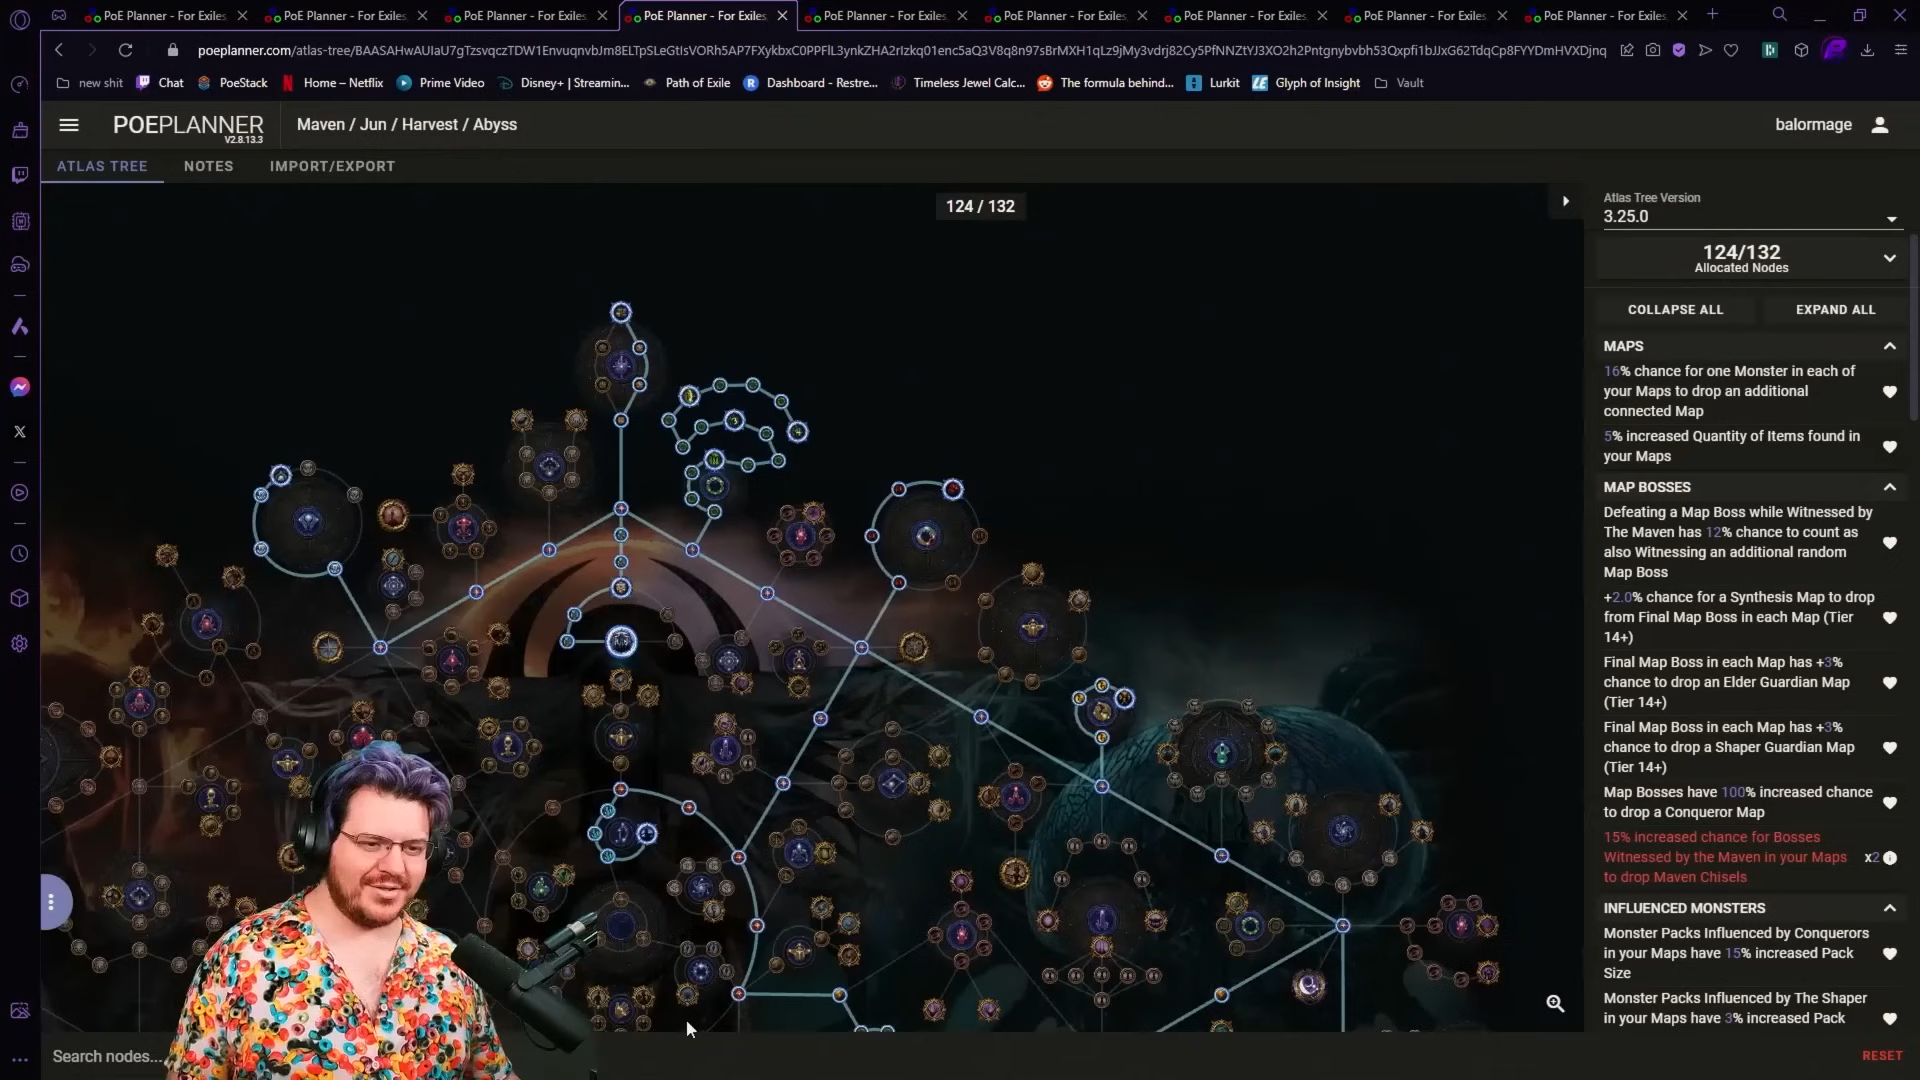 PoE Planner - For Exiles,
PoE Planner - For Exiles,
PoE Planner - For Exiles,
PoE Planner - For Exiles,
PoE Planner - For Exiles,
PoE Planner - For Exiles,
PoE Planner - For Exiles,
PoE Planner - For Exiles,
PoE Planner - For Exiles,
new shit
Chat
PoeStack
Home – Netflix
Prime Video
Disney+ | Streamin...
Path of Exile
Dashboard - Restre...
Timeless Jewel Calc...
The formula behind...
Lurkit
Glyph of Insight
Vault
POEPLANNER
V2.8.13.3
Maven / Jun / Harvest / Abyss
balormage
ATLAS TREE
NOTES
IMPORT/EXPORT
124 / 132
Atlas Tree Version
3.25.0
124/132
Allocated Nodes
COLLAPSE ALL
EXPAND ALL
MAPS
16% chance for one Monster in each of
your Maps to drop an additional
connected Map
5% increased Quantity of Items found in
your Maps
MAP BOSSES
Defeating a Map Boss while Witnessed by
The Maven has 12% chance to count as
also Witnessing an additional random
Map Boss
+2.0% chance for a Synthesis Map to drop
from Final Map Boss in each Map (Tier
14+)
Final Map Boss in each Map has +3%
chance to drop an Elder Guardian Map
(Tier 14+)
Final Map Boss in each Map has +3%
chance to drop a Shaper Guardian Map
(Tier 14+)
Map Bosses have 100% increased chance
to drop a Conqueror Map
15% increased chance for Bosses
Witnessed by the Maven in your Maps
to drop Maven Chisels
x2
INFLUENCED MONSTERS
Monster Packs Influenced by Conquerors
in your Maps have 15% increased Pack
Size
Monster Packs Influenced by The Shaper
in your Maps have 3% increased Pack
Search nodes...
RESET